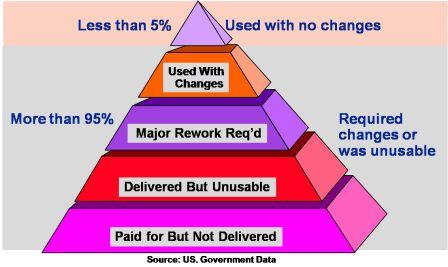 Less than 5%
Used with no changes
Used With
Changes
More than 95%
Major Rework Req'd
Required
changes or
was unusable
Delivered But Unusable
Paid for But Not Delivered
Source: US. Government Data